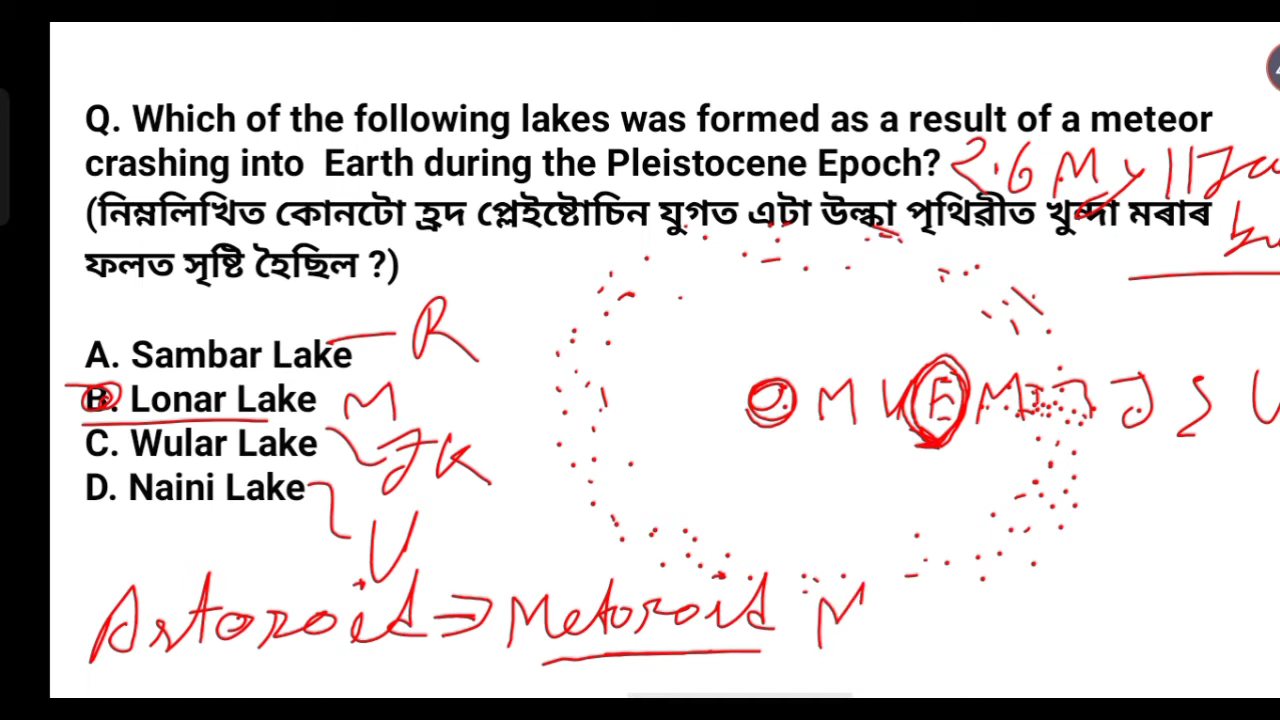 Q. Which of the following lakes was formed as a result of a meteor
crashing into Earth during the Pleistocene Epoch? 2.6 My
(নিম্নলিখিত কোনটো হ্ৰদ প্লেইষ্টোচিন যুগত এটা উল্কা পৃথিৱীত খুন্দা মৰাৰ
ফলত সৃষ্টি হৈছিল ?)
A. Sambar Lake R
B. Lonar Lake M
C. Wular Lake JK
D. Naini Lake U
M V E M J S U
Astoroid => Metoroid M